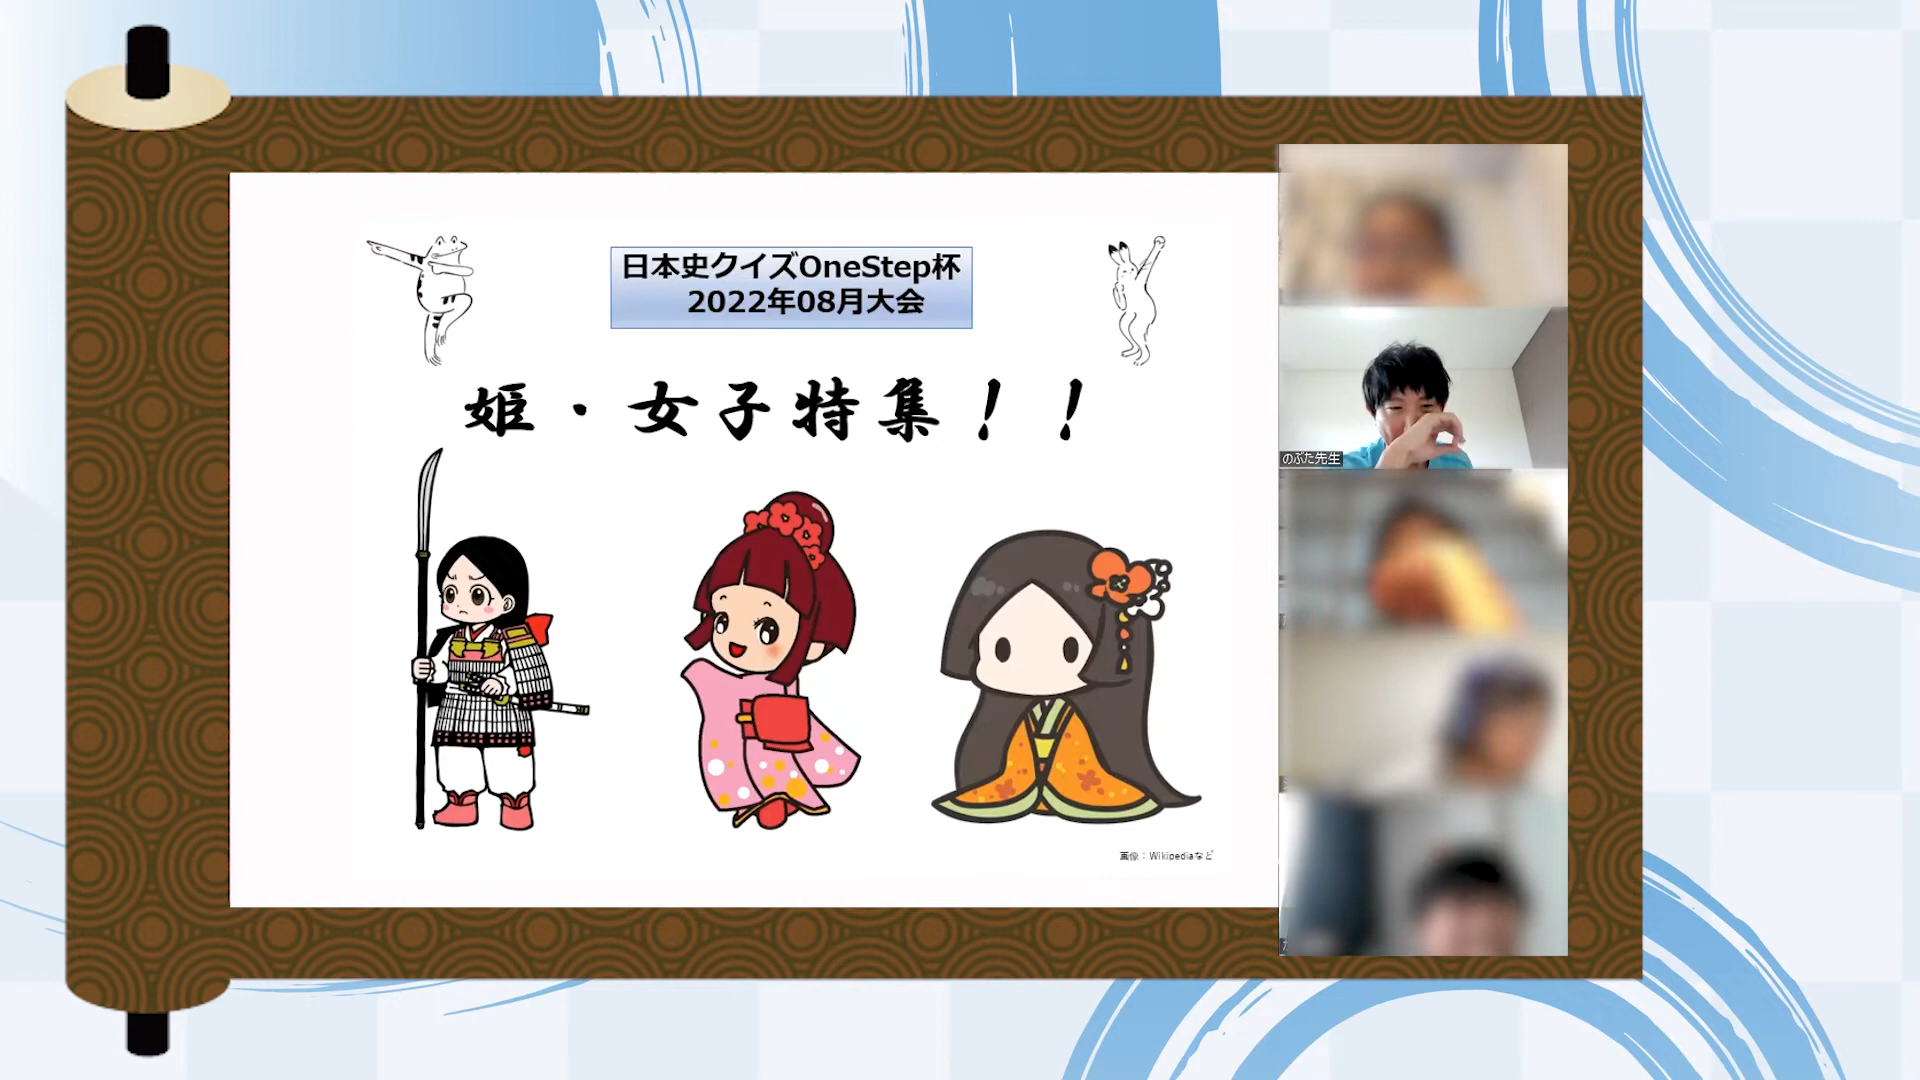 日本史クイズOneStep杯
2022年08月大会
姫・女子特集！！
のぶた先生
画像：Wikipediaなど